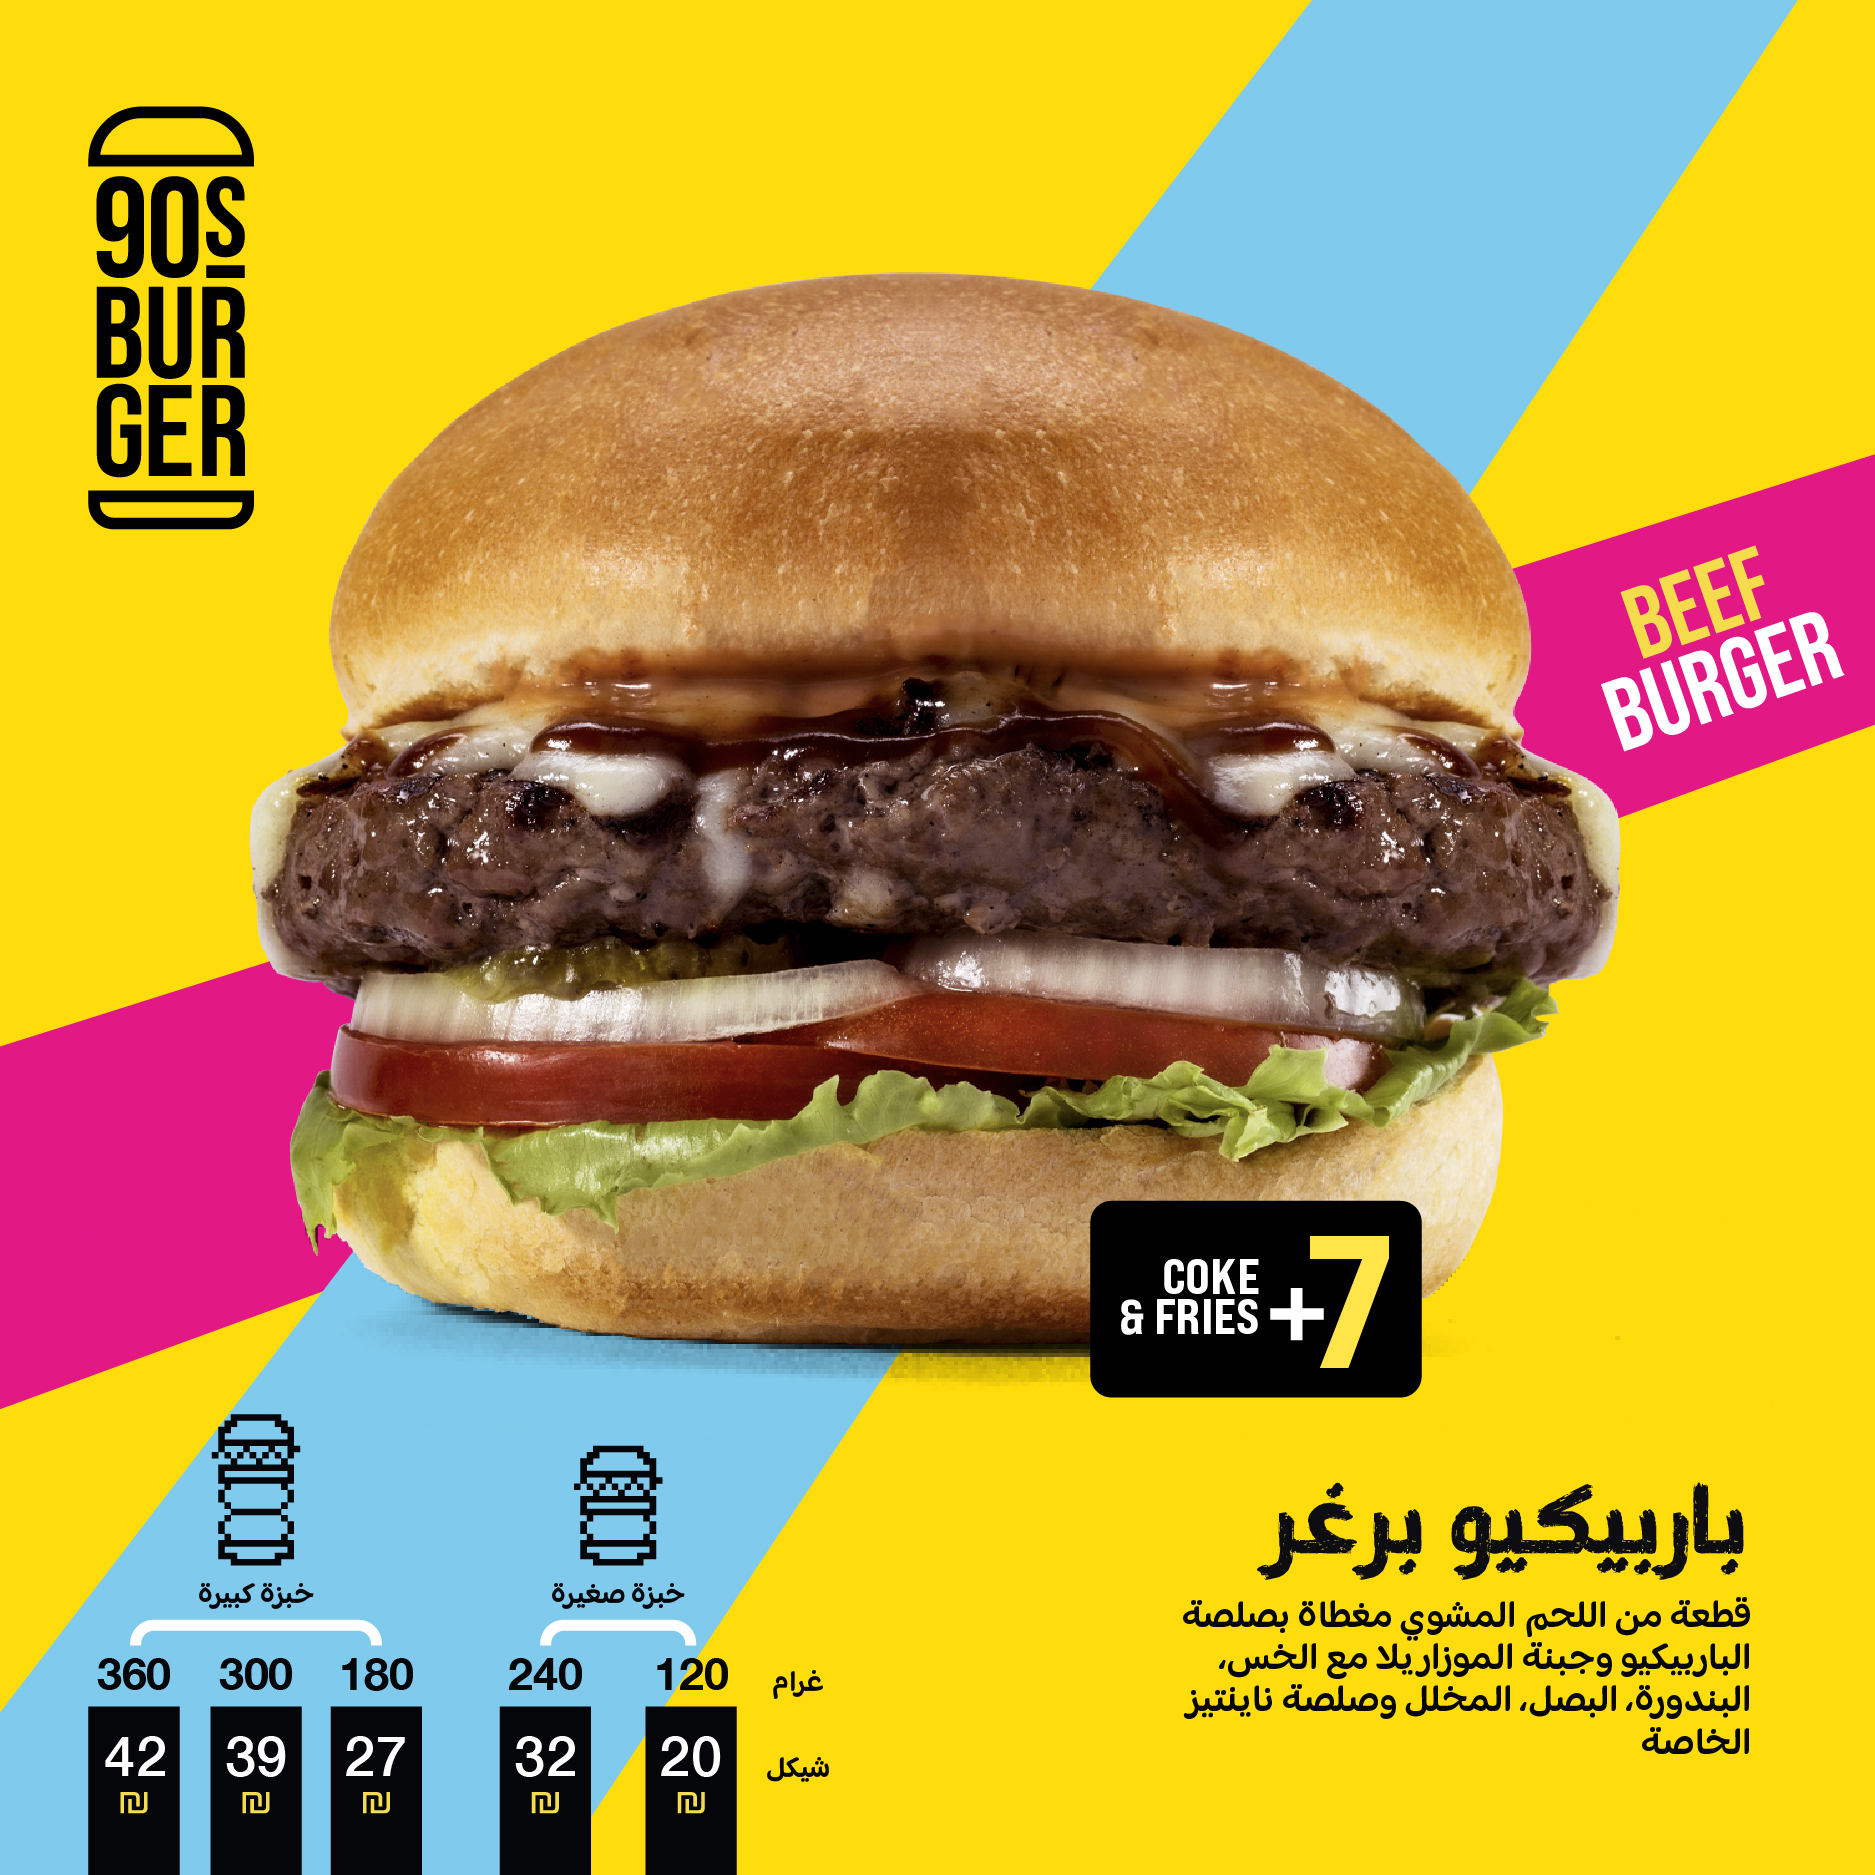 90s
BUR
GER
BEEF
BURGER
COKE
& FRIES +7
باربيكيو برغر
قطعة من اللحم المشوي مغطاة بصلصة
الباربيكيو وجبنة الموزاريلا مع الخس،
البندورة، البصل، المخلل وصلصة ناينتيز
الخاصة
خبزة كبيرة
خبزة صغيرة
360 300 180 240 120 غرام
42 39 27 32 20 شيكل
₪ ₪ ₪ ₪ ₪